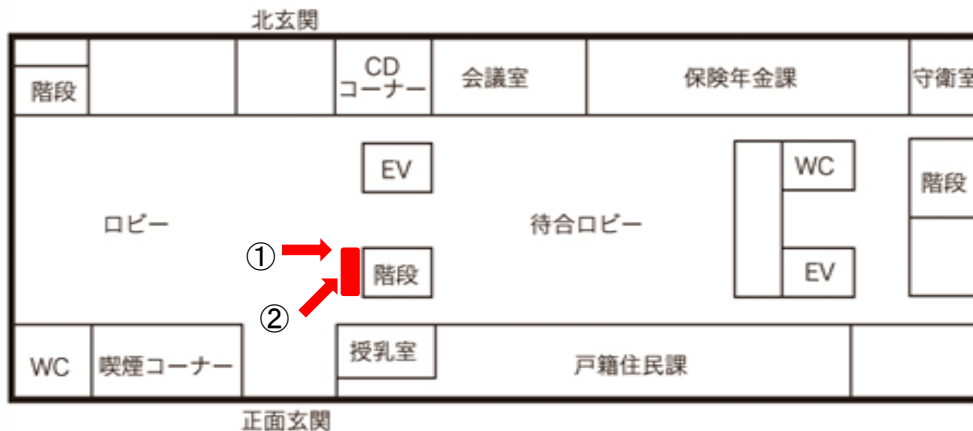 北玄関
階段
CD
コーナー
会議室
保険年金課
守衛室
EV
WC
階段
ロビー
待合ロビー
①
階段
EV
②
WC
喫煙コーナー
授乳室
戸籍住民課
正面玄関